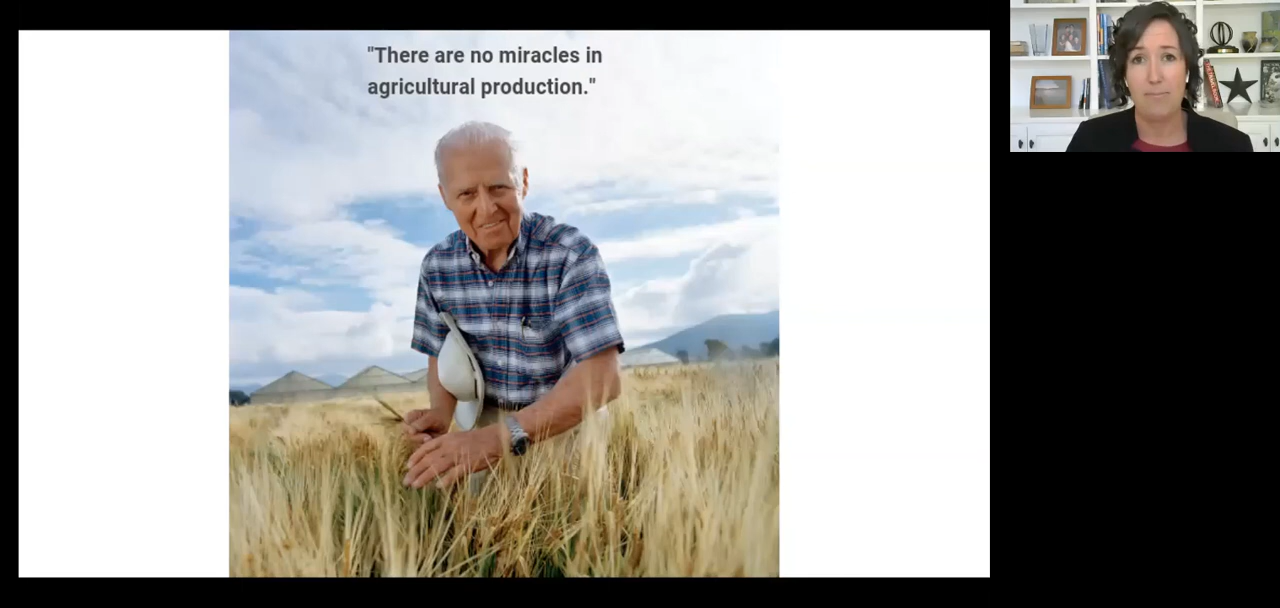 "There are no miracles in
agricultural production."